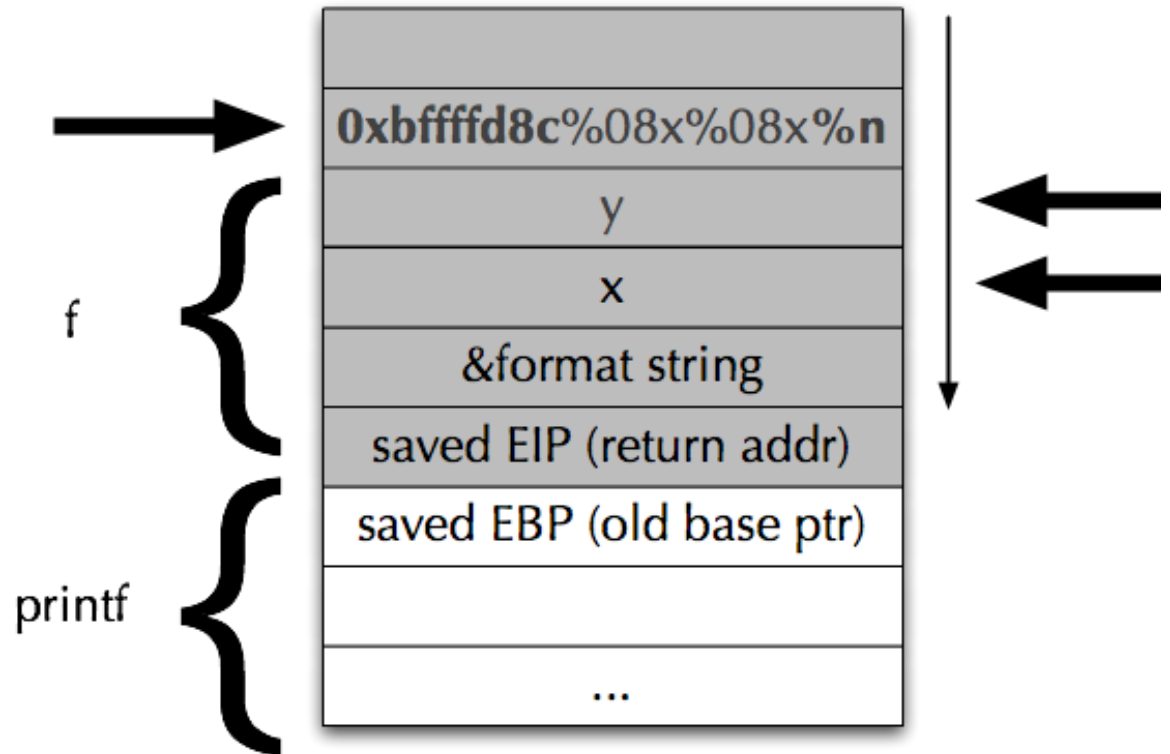 0xbffffd8c%08x%08x%n
y
x
f
&format string
saved EIP (return addr)
saved EBP (old base ptr)
printf
...